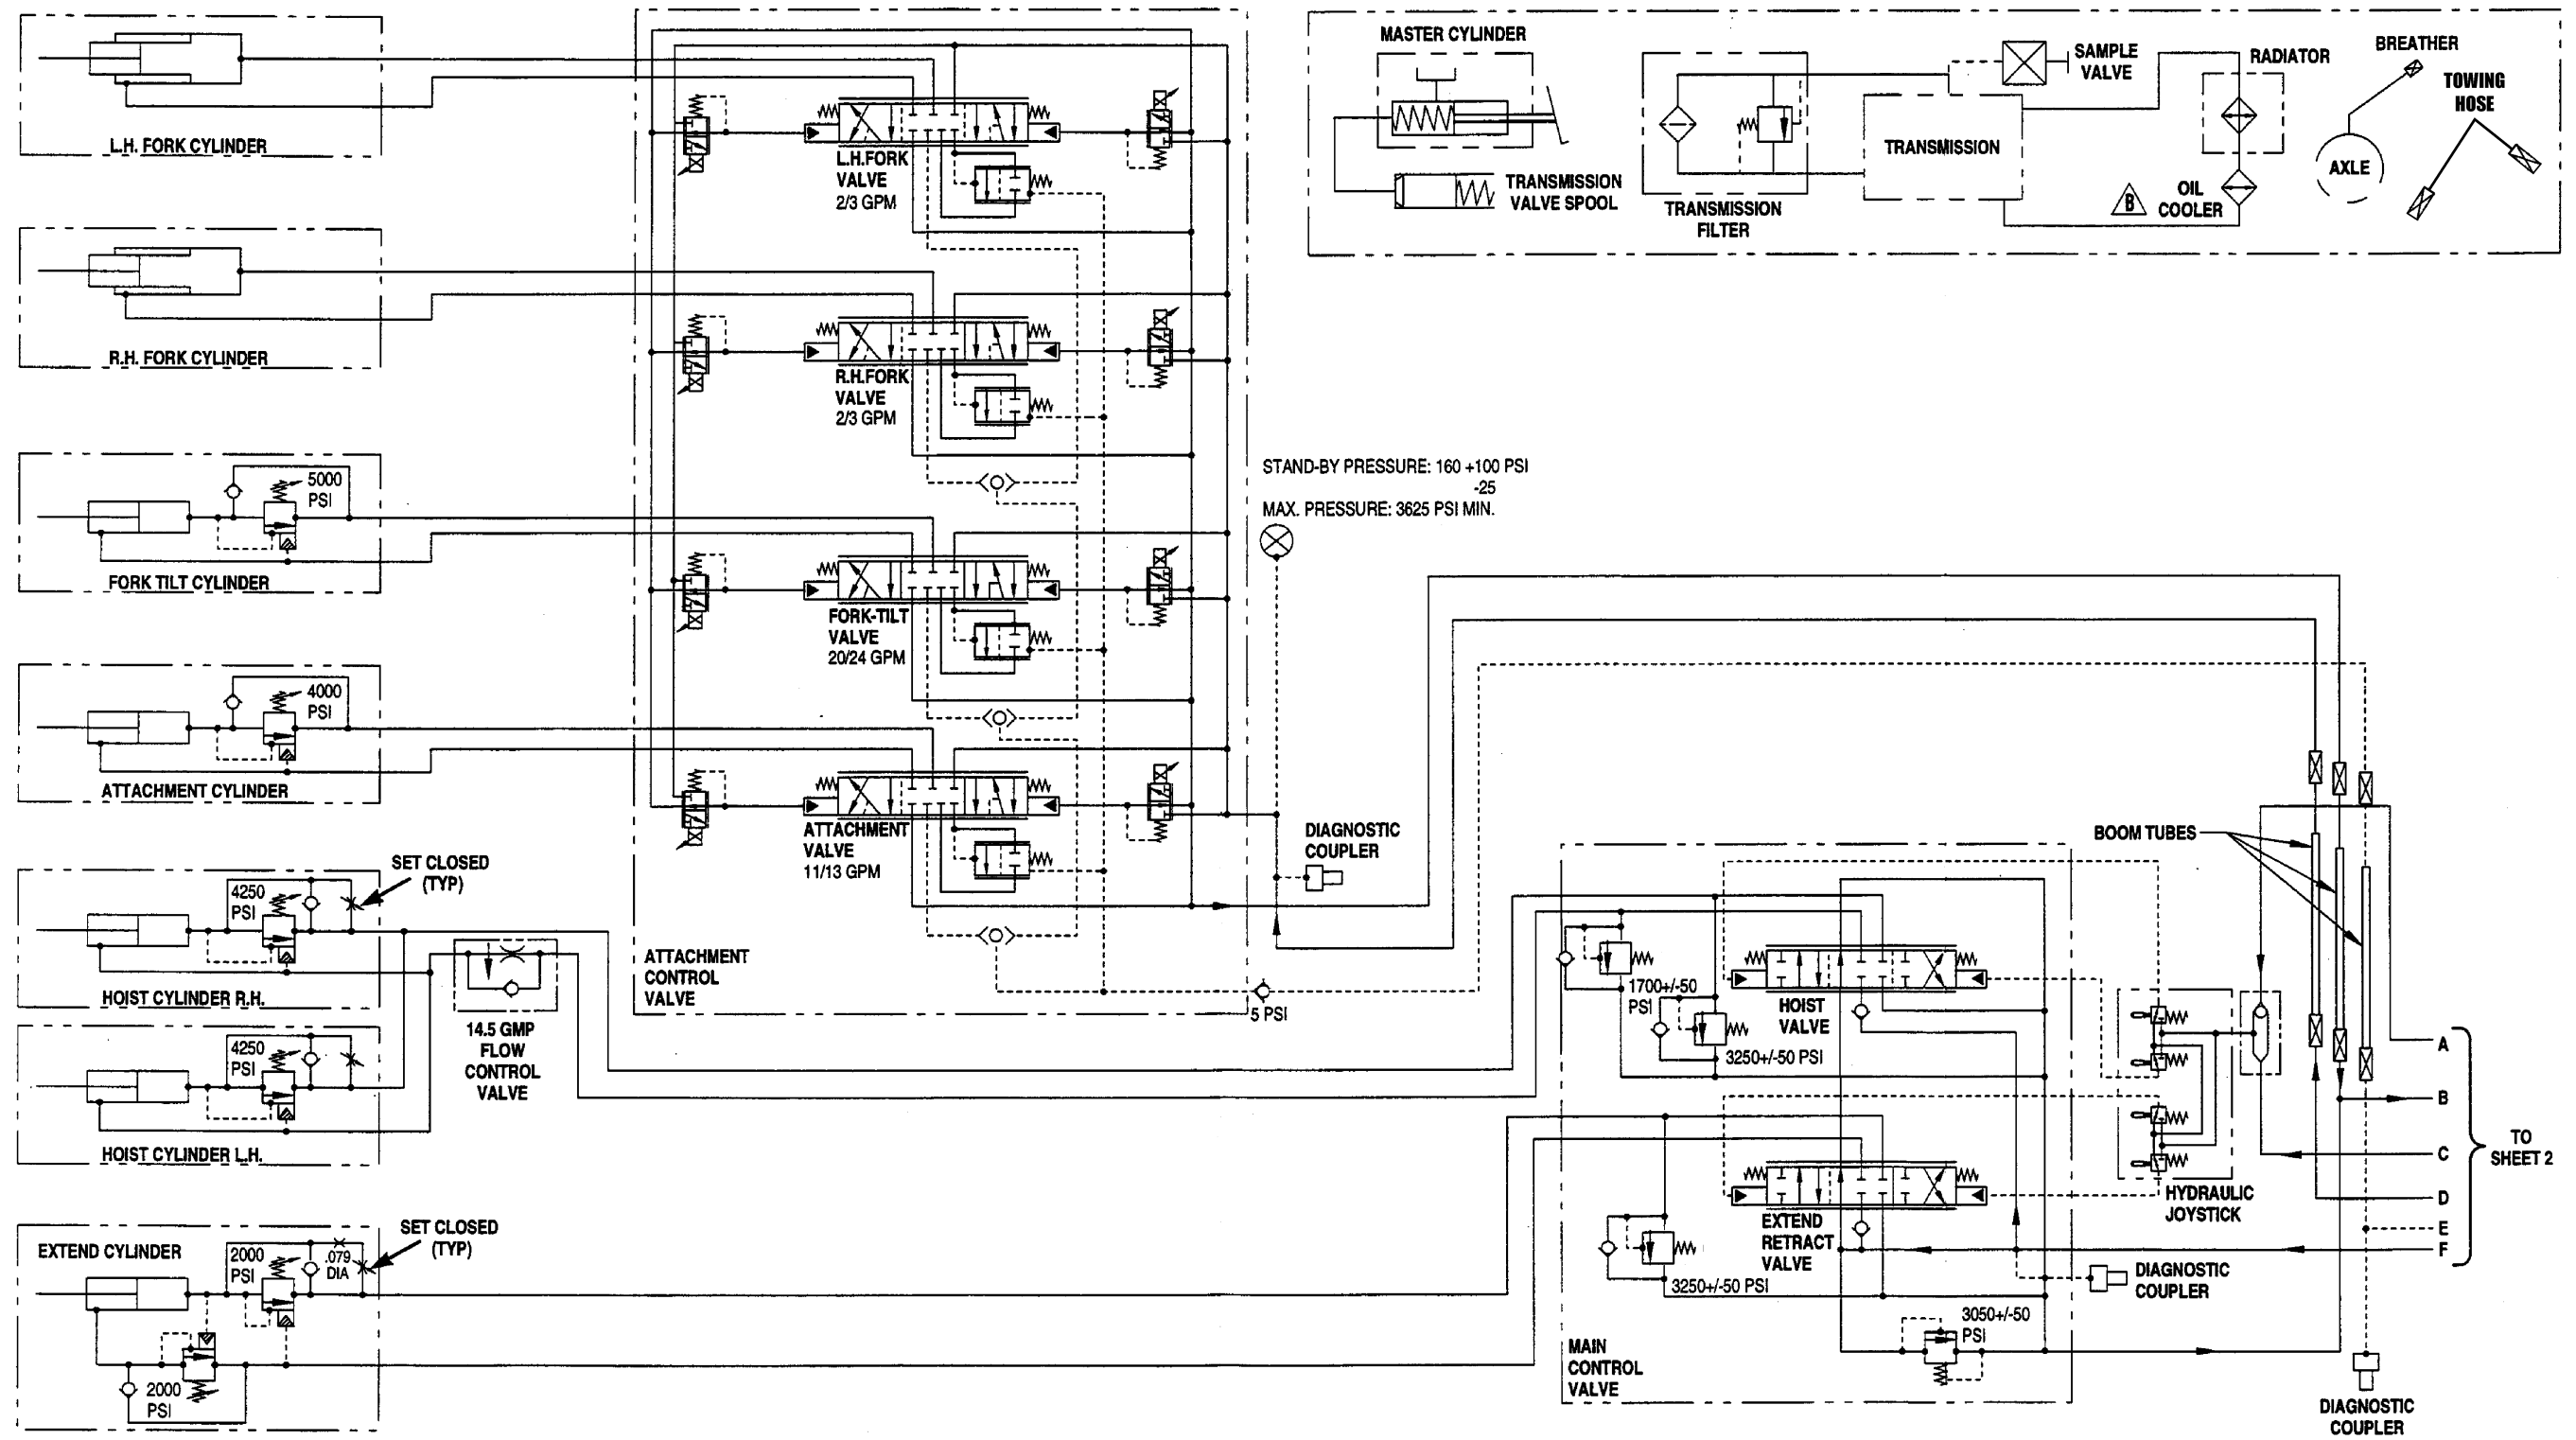 L.H. FORK CYLINDER
R.H. FORK CYLINDER
5000
PSI
FORK TILT CYLINDER
4000
PSI
ATTACHMENT CYLINDER
SET CLOSED
(TYP)
4250
PSI
HOIST CYLINDER R.H.
4250
PSI
HOIST CYLINDER L.H.
14.5 GMP
FLOW
CONTROL
VALVE
EXTEND CYLINDER
2000
PSI
.079
DIA
SET CLOSED
(TYP)
2000
PSI
L.H.FORK
VALVE
2/3 GPM
R.H.FORK
VALVE
2/3 GPM
FORK-TILT
VALVE
20/24 GPM
ATTACHMENT
VALVE
11/13 GPM
ATTACHMENT
CONTROL
VALVE
5 PSI
STAND-BY PRESSURE: 160 +100 PSI
-25
MAX. PRESSURE: 3625 PSI MIN.
DIAGNOSTIC
COUPLER
MASTER CYLINDER
TRANSMISSION
VALVE SPOOL
TRANSMISSION
FILTER
TRANSMISSION
SAMPLE
VALVE
RADIATOR
B
OIL
COOLER
BREATHER
AXLE
TOWING
HOSE
BOOM TUBES
1700+/-50
PSI
3250+/-50 PSI
HOIST
VALVE
EXTEND
RETRACT
VALVE
3250+/-50 PSI
3050+/-50
PSI
MAIN
CONTROL
VALVE
HYDRAULIC
JOYSTICK
DIAGNOSTIC
COUPLER
A
B
C
D
E
F
TO
SHEET 2
DIAGNOSTIC
COUPLER